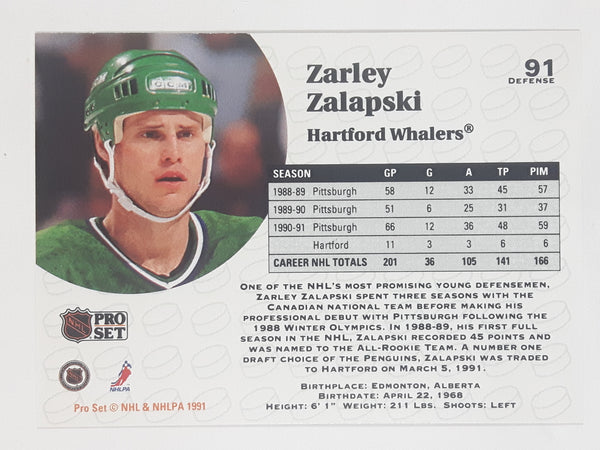 CCM
Zarley
Zalapski
Hartford Whalers®
91
DEFENSE
SEASON GP G A TP PIM
1988-89 Pittsburgh 58 12 33 45 57
1989-90 Pittsburgh 51 6 25 31 37
1990-91 Pittsburgh 66 12 36 48 59
Hartford 11 3 3 6 6
CAREER NHL TOTALS 201 36 105 141 166
ONE OF THE NHL'S MOST PROMISING YOUNG DEFENSEMEN,
ZARLEY ZALAPSKI SPENT THREE SEASONS WITH THE
CANADIAN NATIONAL TEAM BEFORE MAKING HIS
PROFESSIONAL DEBUT WITH PITTSBURGH FOLLOWING THE
1988 WINTER OLYMPICS. IN 1988-89, HIS FIRST FULL
SEASON IN THE NHL, ZALAPSKI RECORDED 45 POINTS AND
WAS NAMED TO THE ALL-ROOKIE TEAM. A NUMBER ONE
DRAFT CHOICE OF THE PENGUINS, ZALAPSKI WAS TRADED
TO HARTFORD ON MARCH 5, 1991.
BIRTHPLACE: EDMONTON, ALBERTA
BIRTHDATE: APRIL 22, 1968
HEIGHT: 6' 1" WEIGHT: 211 LBS. SHOOTS: LEFT
NHL PRO
SET
NHLPA
Pro Set © NHL & NHLPA 1991